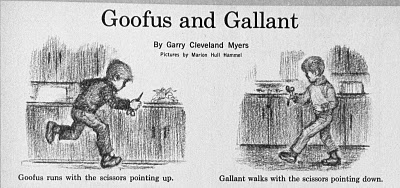 Goofus and Gallant
By Garry Cleveland Myers
Pictures by Marion Hull Hammel
Goofus runs with the scissors pointing up.
Gallant walks with the scissors pointing down.